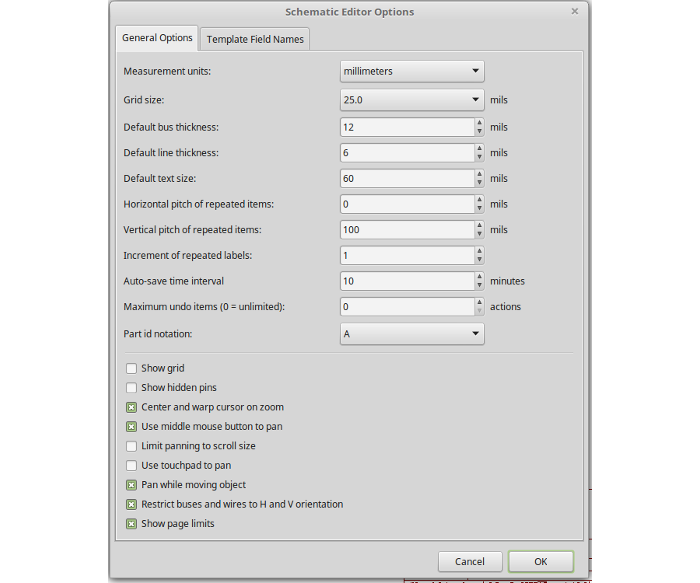 Schematic Editor Options
General Options Template Field Names
Measurement units: millimeters
Grid size: 25.0 mils
Default bus thickness: 12 mils
Default line thickness: 6 mils
Default text size: 60 mils
Horizontal pitch of repeated items: 0 mils
Vertical pitch of repeated items: 100 mils
Increment of repeated labels: 1
Auto-save time interval 10 minutes
Maximum undo items (0 = unlimited): 0 actions
Part id notation: A
Show grid
Show hidden pins
Center and warp cursor on zoom
Use middle mouse button to pan
Limit panning to scroll size
Use touchpad to pan
Pan while moving object
Restrict buses and wires to H and V orientation
Show page limits
Cancel OK